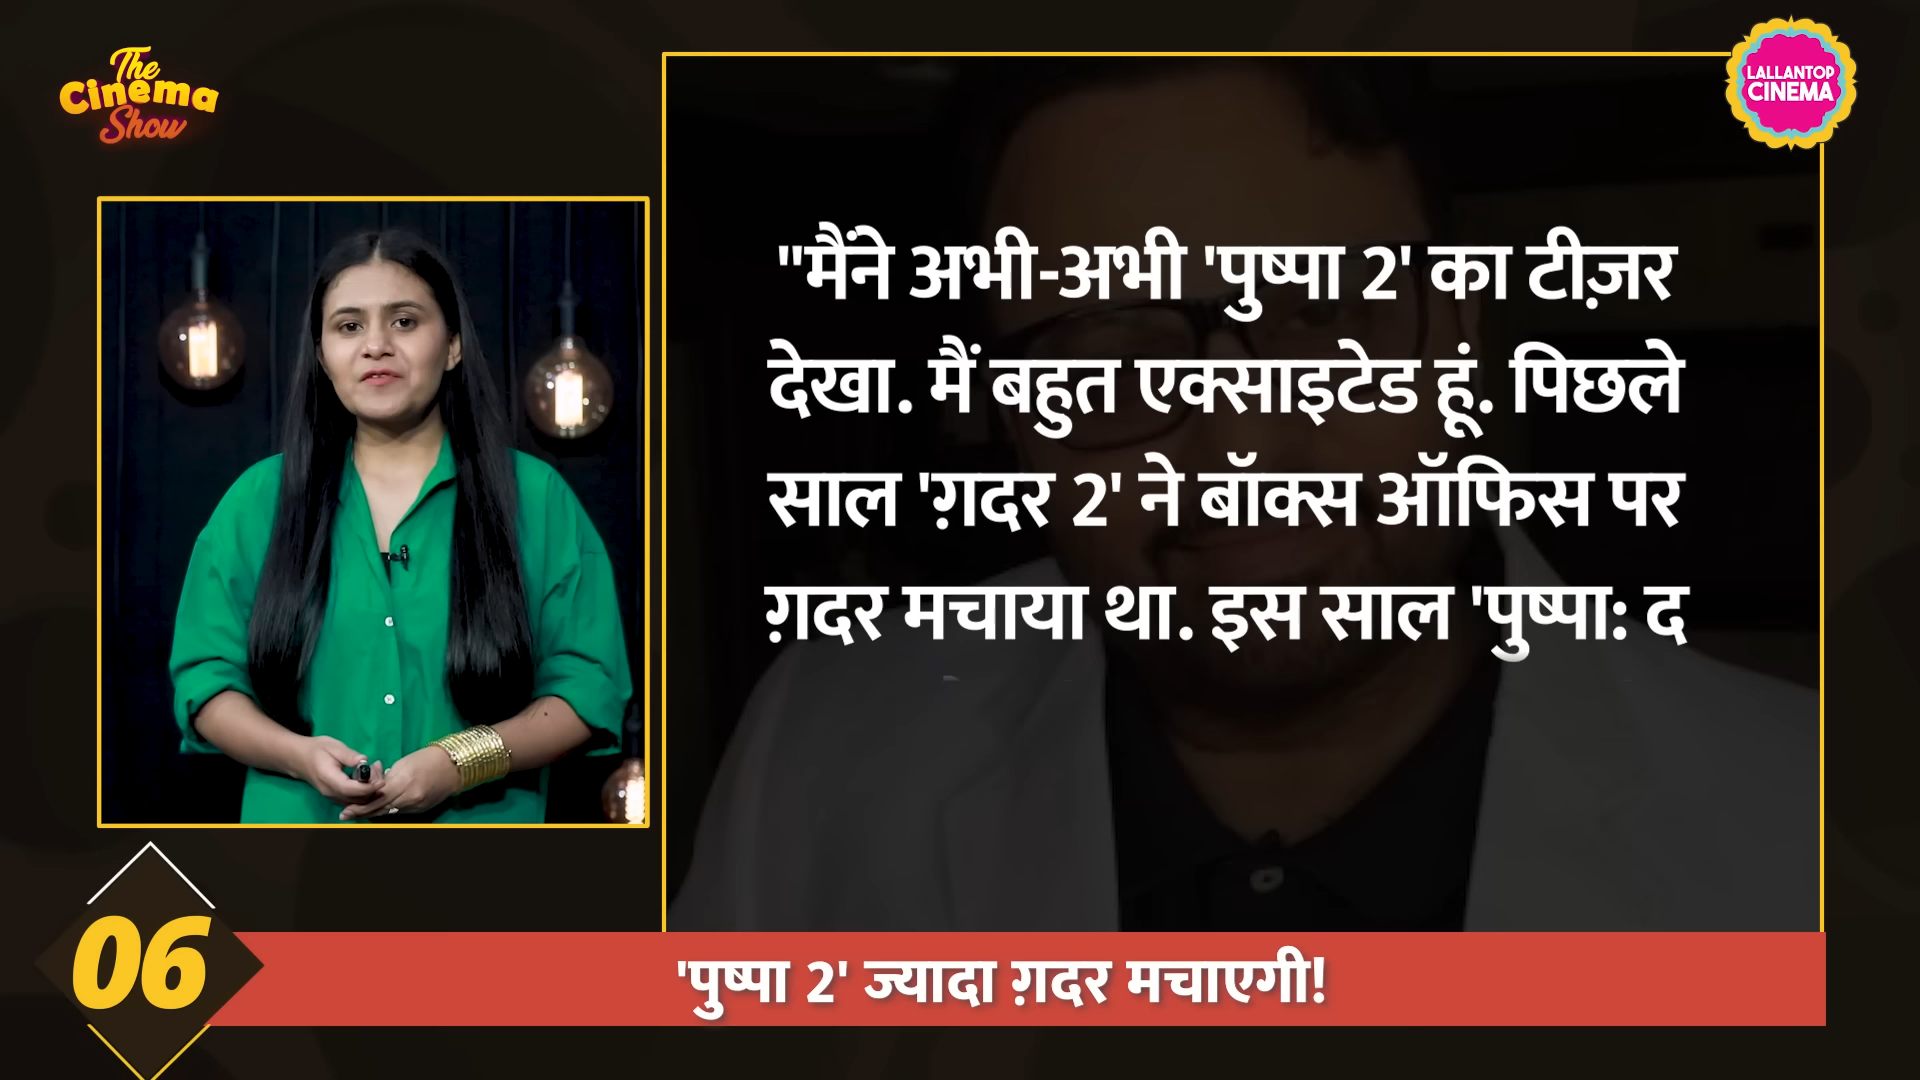 The
Cinema
Show
LALLANTOP
CINEMA
"मैंने अभी-अभी 'पुष्पा 2' का टीज़र
देखा. मैं बहुत एक्साइटेड हूं. पिछले
साल 'ग़दर 2' ने बॉक्स ऑफिस पर
ग़दर मचाया था. इस साल 'पुष्पा: द
06
'पुष्पा 2' ज्यादा ग़दर मचाएगी!